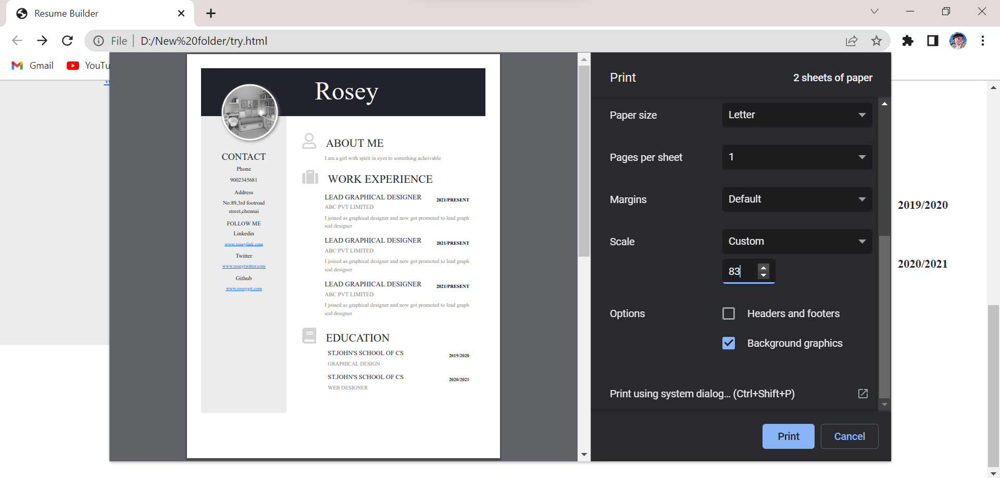 Resume Builder
File
D:/New%20folder/try.html
Gmail
YouTu
Rosey
CONTACT
Phone
9002345681
Address
No:89,3rd footroad
street,chennai
FOLLOW ME
Linkedin
www.roseylink.com
Twitter
www.roseytwitter.com
Github
www.roseygit.com
ABOUT ME
I am a girl with spirit in eyes to something acheivable
WORK EXPERIENCE
LEAD GRAPHICAL DESIGNER 2021/PRESENT
ABC PVT LIMITED
I joined as graphical designer and now got promoted to lead graph
ical designer
LEAD GRAPHICAL DESIGNER 2021/PRESENT
ABC PVT LIMITED
I joined as graphical designer and now got promoted to lead graph
ical designer
LEAD GRAPHICAL DESIGNER 2021/PRESENT
ABC PVT LIMITED
I joined as graphical designer and now got promoted to lead graph
ical designer
EDUCATION
ST.JOHN'S SCHOOL OF CS 2019/2020
GRAPHICAL DESIGN
ST.JOHN'S SCHOOL OF CS 2020/2021
WEB DESIGNER
Print 2 sheets of paper
Paper size Letter
Pages per sheet 1
Margins Default
Scale Custom
83
Options Headers and footers
Background graphics
Print using system dialog... (Ctrl+Shift+P)
Print Cancel
2019/2020
2020/2021